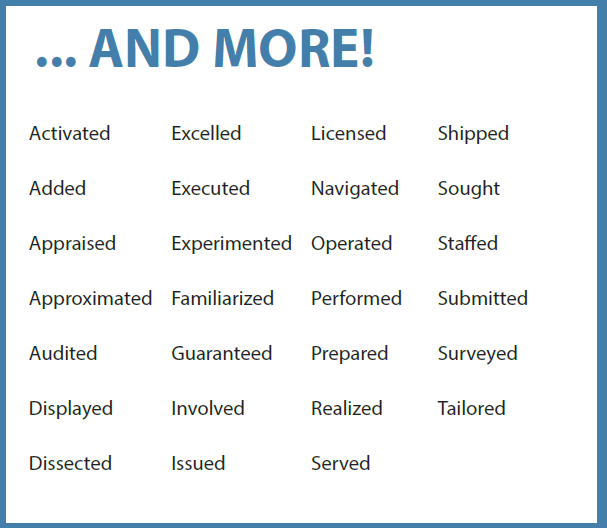 ... AND MORE!
Activated Excelled Licensed Shipped
Added Executed Navigated Sought
Appraised Experimented Operated Staffed
Approximated Familiarized Performed Submitted
Audited Guaranteed Prepared Surveyed
Displayed Involved Realized Tailored
Dissected Issued Served